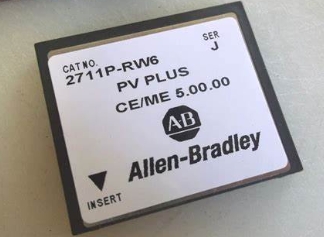 CAT NO. SER
2711P-RW6 J
PV PLUS
CE/ME 5.00.00
AB
Allen-Bradley
INSERT